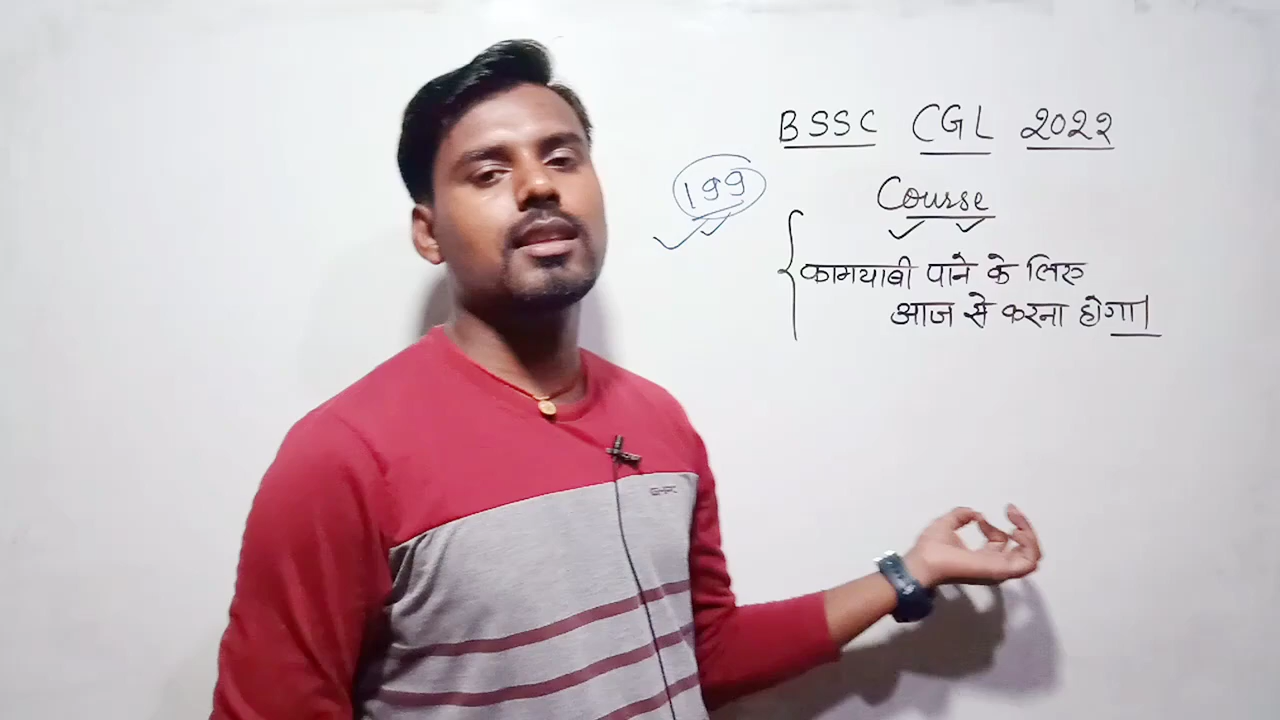 BSSC CGL 2022
199
Course
कामयाबी पाने के लिए
आज से करना होगा।